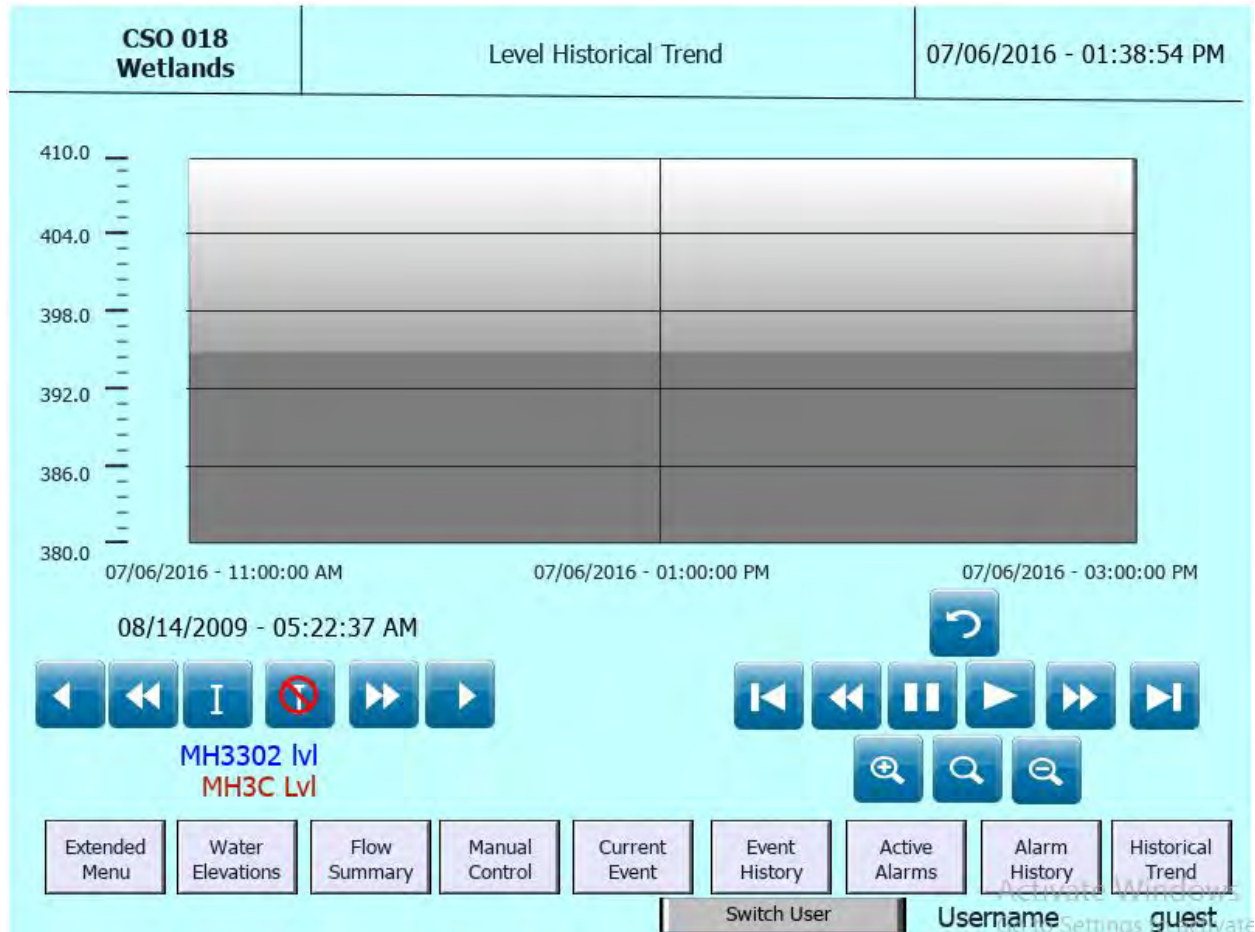 CSO 018
Wetlands
Level Historical Trend
07/06/2016 - 01:38:54 PM
410.0
404.0
398.0
392.0
386.0
380.0
07/06/2016 - 11:00:00 AM
07/06/2016 - 01:00:00 PM
07/06/2016 - 03:00:00 PM
08/14/2009 - 05:22:37 AM
MH3302 lvl
MH3C Lvl
Extended
Menu
Water
Elevations
Flow
Summary
Manual
Control
Current
Event
Event
History
Active
Alarms
Alarm
History
Historical
Trend
Activate Windows
Switch User
Username
guest
to Settings